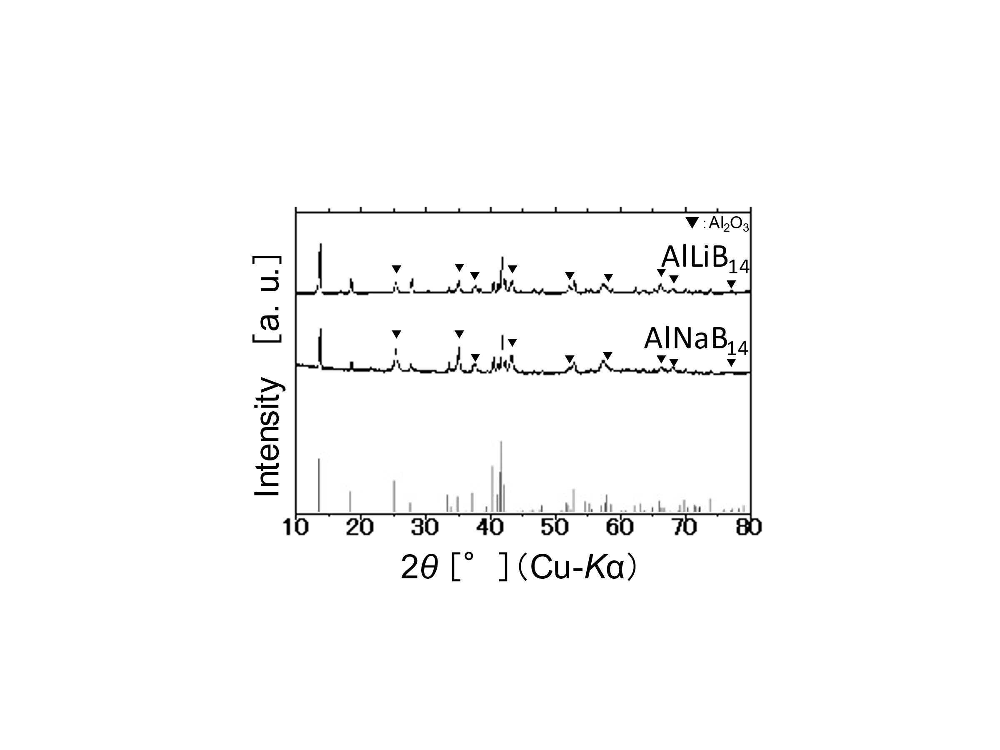 ▼ : Al₂O₃
AlLiB₁₄
AlNaB₁₄
Intensity [a. u.]
10 20 30 40 50 60 70 80
2θ [° ] (Cu-Kα)